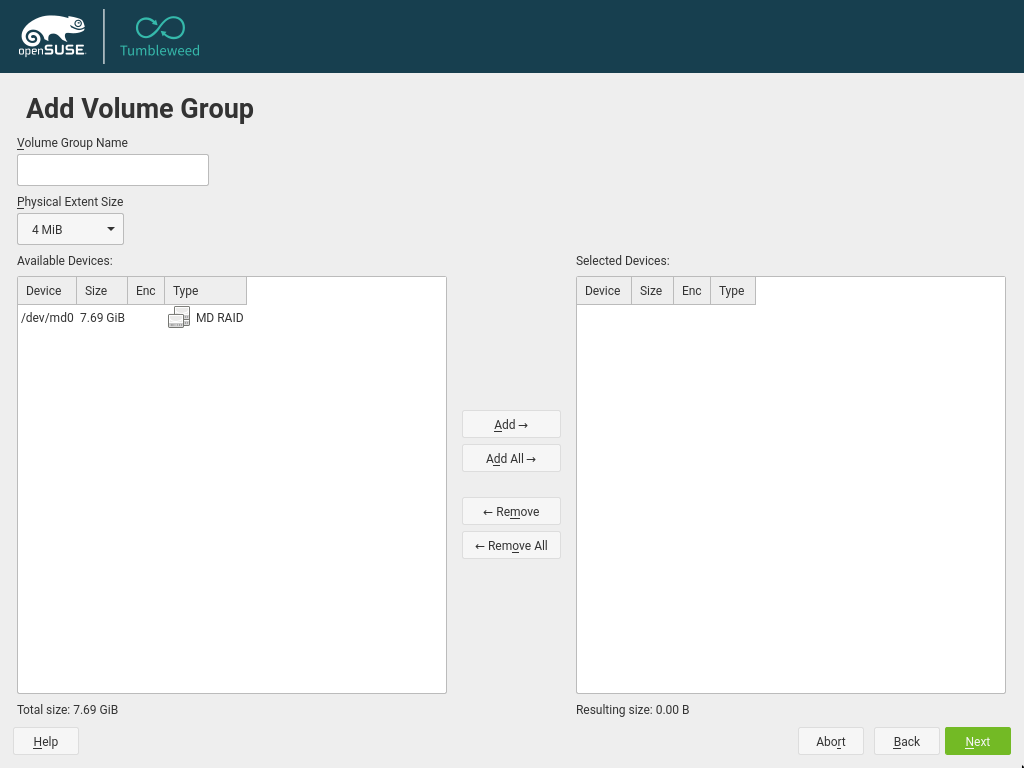 openSUSE
Tumbleweed
Add Volume Group
Volume Group Name
Physical Extent Size
4 MiB
Available Devices:
Device Size Enc Type
/dev/md0 7.69 GiB MD RAID
Total size: 7.69 GiB
Add →
Add All →
← Remove
← Remove All
Selected Devices:
Device Size Enc Type
Resulting size: 0.00 B
Help
Abort
Back
Next